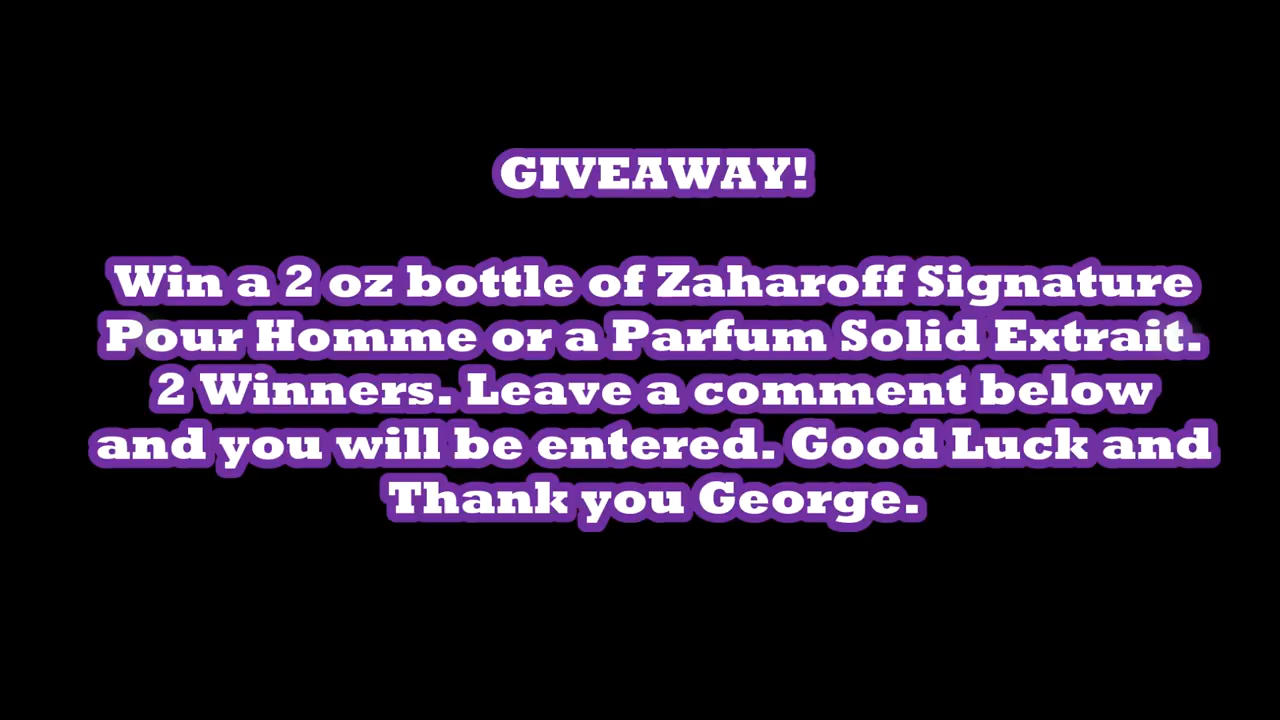 GIVEAWAY!
Win a 2 oz bottle of Zaharoff Signature
Pour Homme or a Parfum Solid Extrait.
2 Winners. Leave a comment below
and you will be entered. Good Luck and
Thank you George.